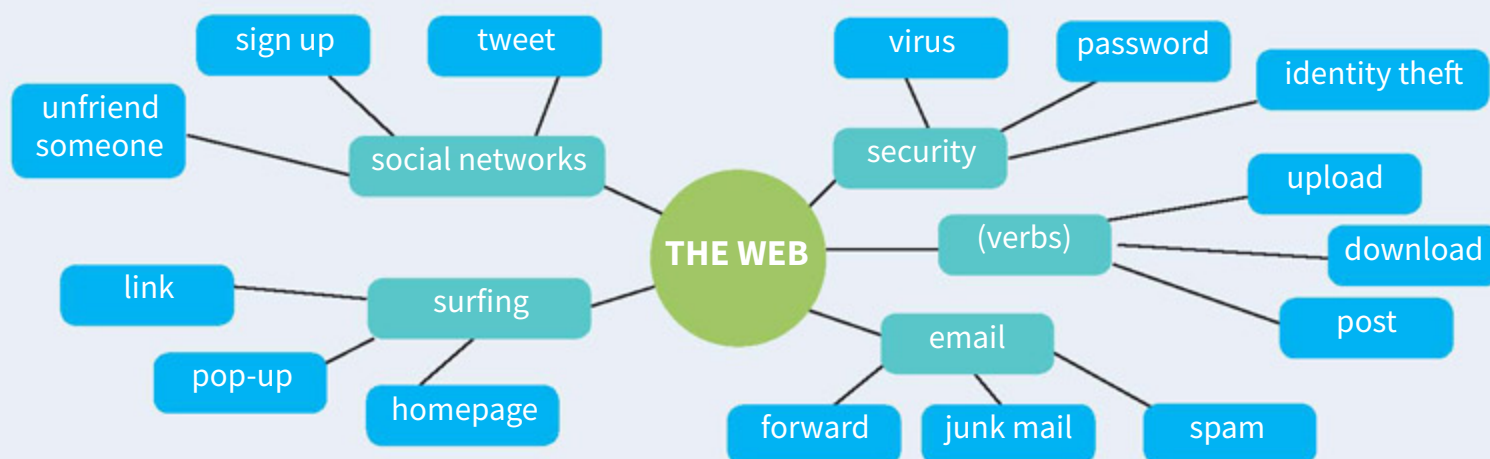 sign up
tweet
unfriend
someone
social networks
virus
password
identity theft
security
upload
(verbs)
download
post
THE WEB
link
surfing
pop-up
homepage
email
forward
junk mail
spam